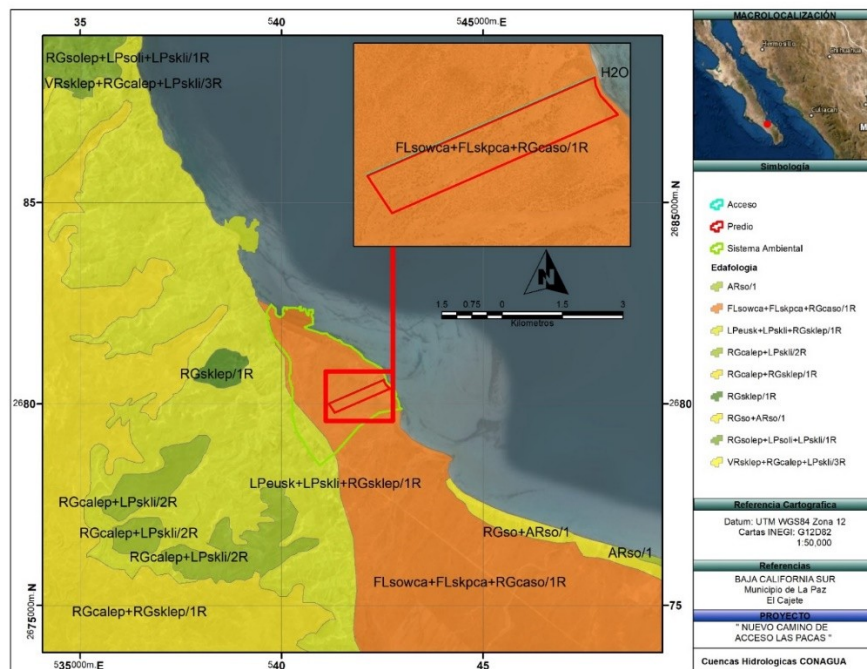 35
540
545000m.E.
RGsolep+LPsoli+LPskli/1R
VRsklep+RGcalep+LPskli/3R
H2O
FLsowca+FLskpca+RGcaso/1R
85
2685000m.N
N
1.5 0.75 0 1.5 3
Kilometros
RGsklep/1R
2680
2680
LPeusk+LPskli+RGsklep/1R
RGcalep+LPskli/2R
RGcalep+LPskli/2R
RGcalep+LPskli/2R
RGso+ARso/1
ARso/1
FLsowca+FLskpca+RGcaso/1R
RGcalep+RGsklep/1R
2675000m.N
75
535000m.E.
540
45
MACROLOCALIZACIÓN
Hermosillo
Chihuahua
Culiacan
M
Simbología
Acceso
Predio
Sistema Ambiental
Edafología
ARso/1
FLsowca+FLskpca+RGcaso/1R
LPeusk+LPskli+RGsklep/1R
RGcalep+LPskli/2R
RGcalep+RGsklep/1R
RGsklep/1R
RGso+ARso/1
RGsolep+LPsoli+LPskli/1R
VRsklep+RGcalep+LPskli/3R
Referencia Cartografica
Datum: UTM WGS84 Zona 12
Cartas INEGI: G12D82
1:50,000
Referencias
BAJA CALIFORNIA SUR
Municipio de La Paz
El Cajete
PROYECTO
" NUEVO CAMINO DE
ACCESO LAS PACAS "
Cuencas Hidrologicas CONAGUA